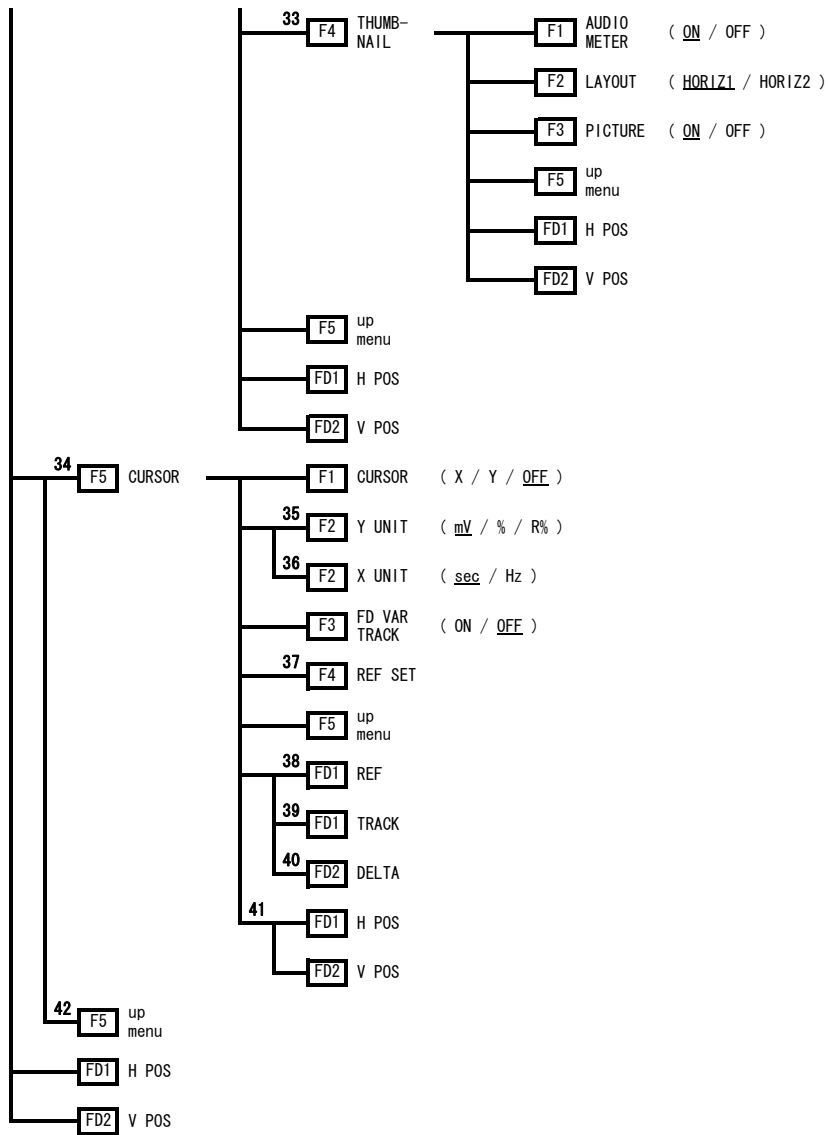 33 F4 THUMB-
NAIL
F1 AUDIO
METER ( ON / OFF )
F2 LAYOUT ( HORIZ1 / HORIZ2 )
F3 PICTURE ( ON / OFF )
F5 up
menu
FD1 H POS
FD2 V POS
F5 up
menu
FD1 H POS
FD2 V POS
34 F5 CURSOR F1 CURSOR ( X / Y / OFF )
35 F2 Y UNIT ( mV / % / R% )
36 F2 X UNIT ( sec / Hz )
F3 FD VAR
TRACK ( ON / OFF )
37 F4 REF SET
F5 up
menu
38 FD1 REF
39 FD1 TRACK
40 FD2 DELTA
41 FD1 H POS
FD2 V POS
42 F5 up
menu
FD1 H POS
FD2 V POS